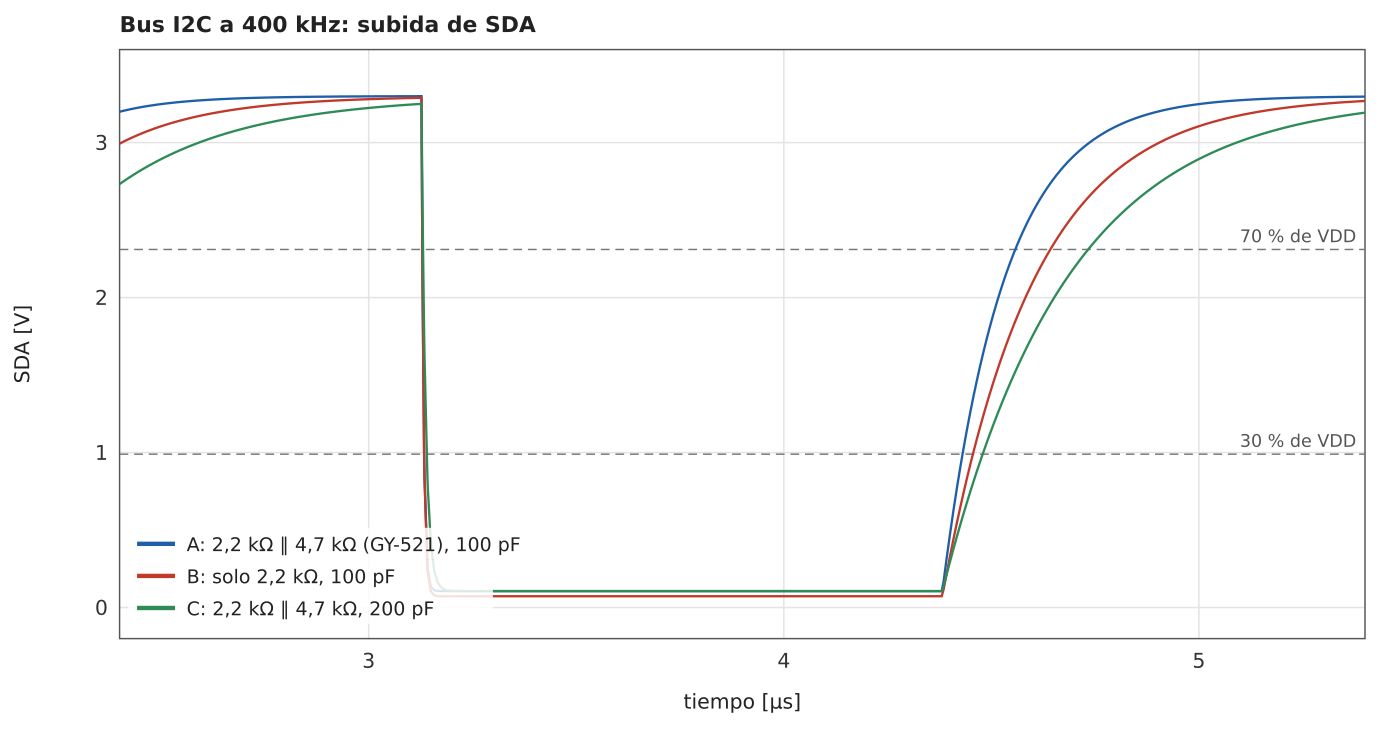 Bus I2C a 400 kHz: subida de SDA
3
2
1
0
SDA [V]
70 % de VDD
30 % de VDD
A: 2,2 kΩ ∥ 4,7 kΩ (GY-521), 100 pF
B: solo 2,2 kΩ, 100 pF
C: 2,2 kΩ ∥ 4,7 kΩ, 200 pF
3
4
5
tiempo [µs]